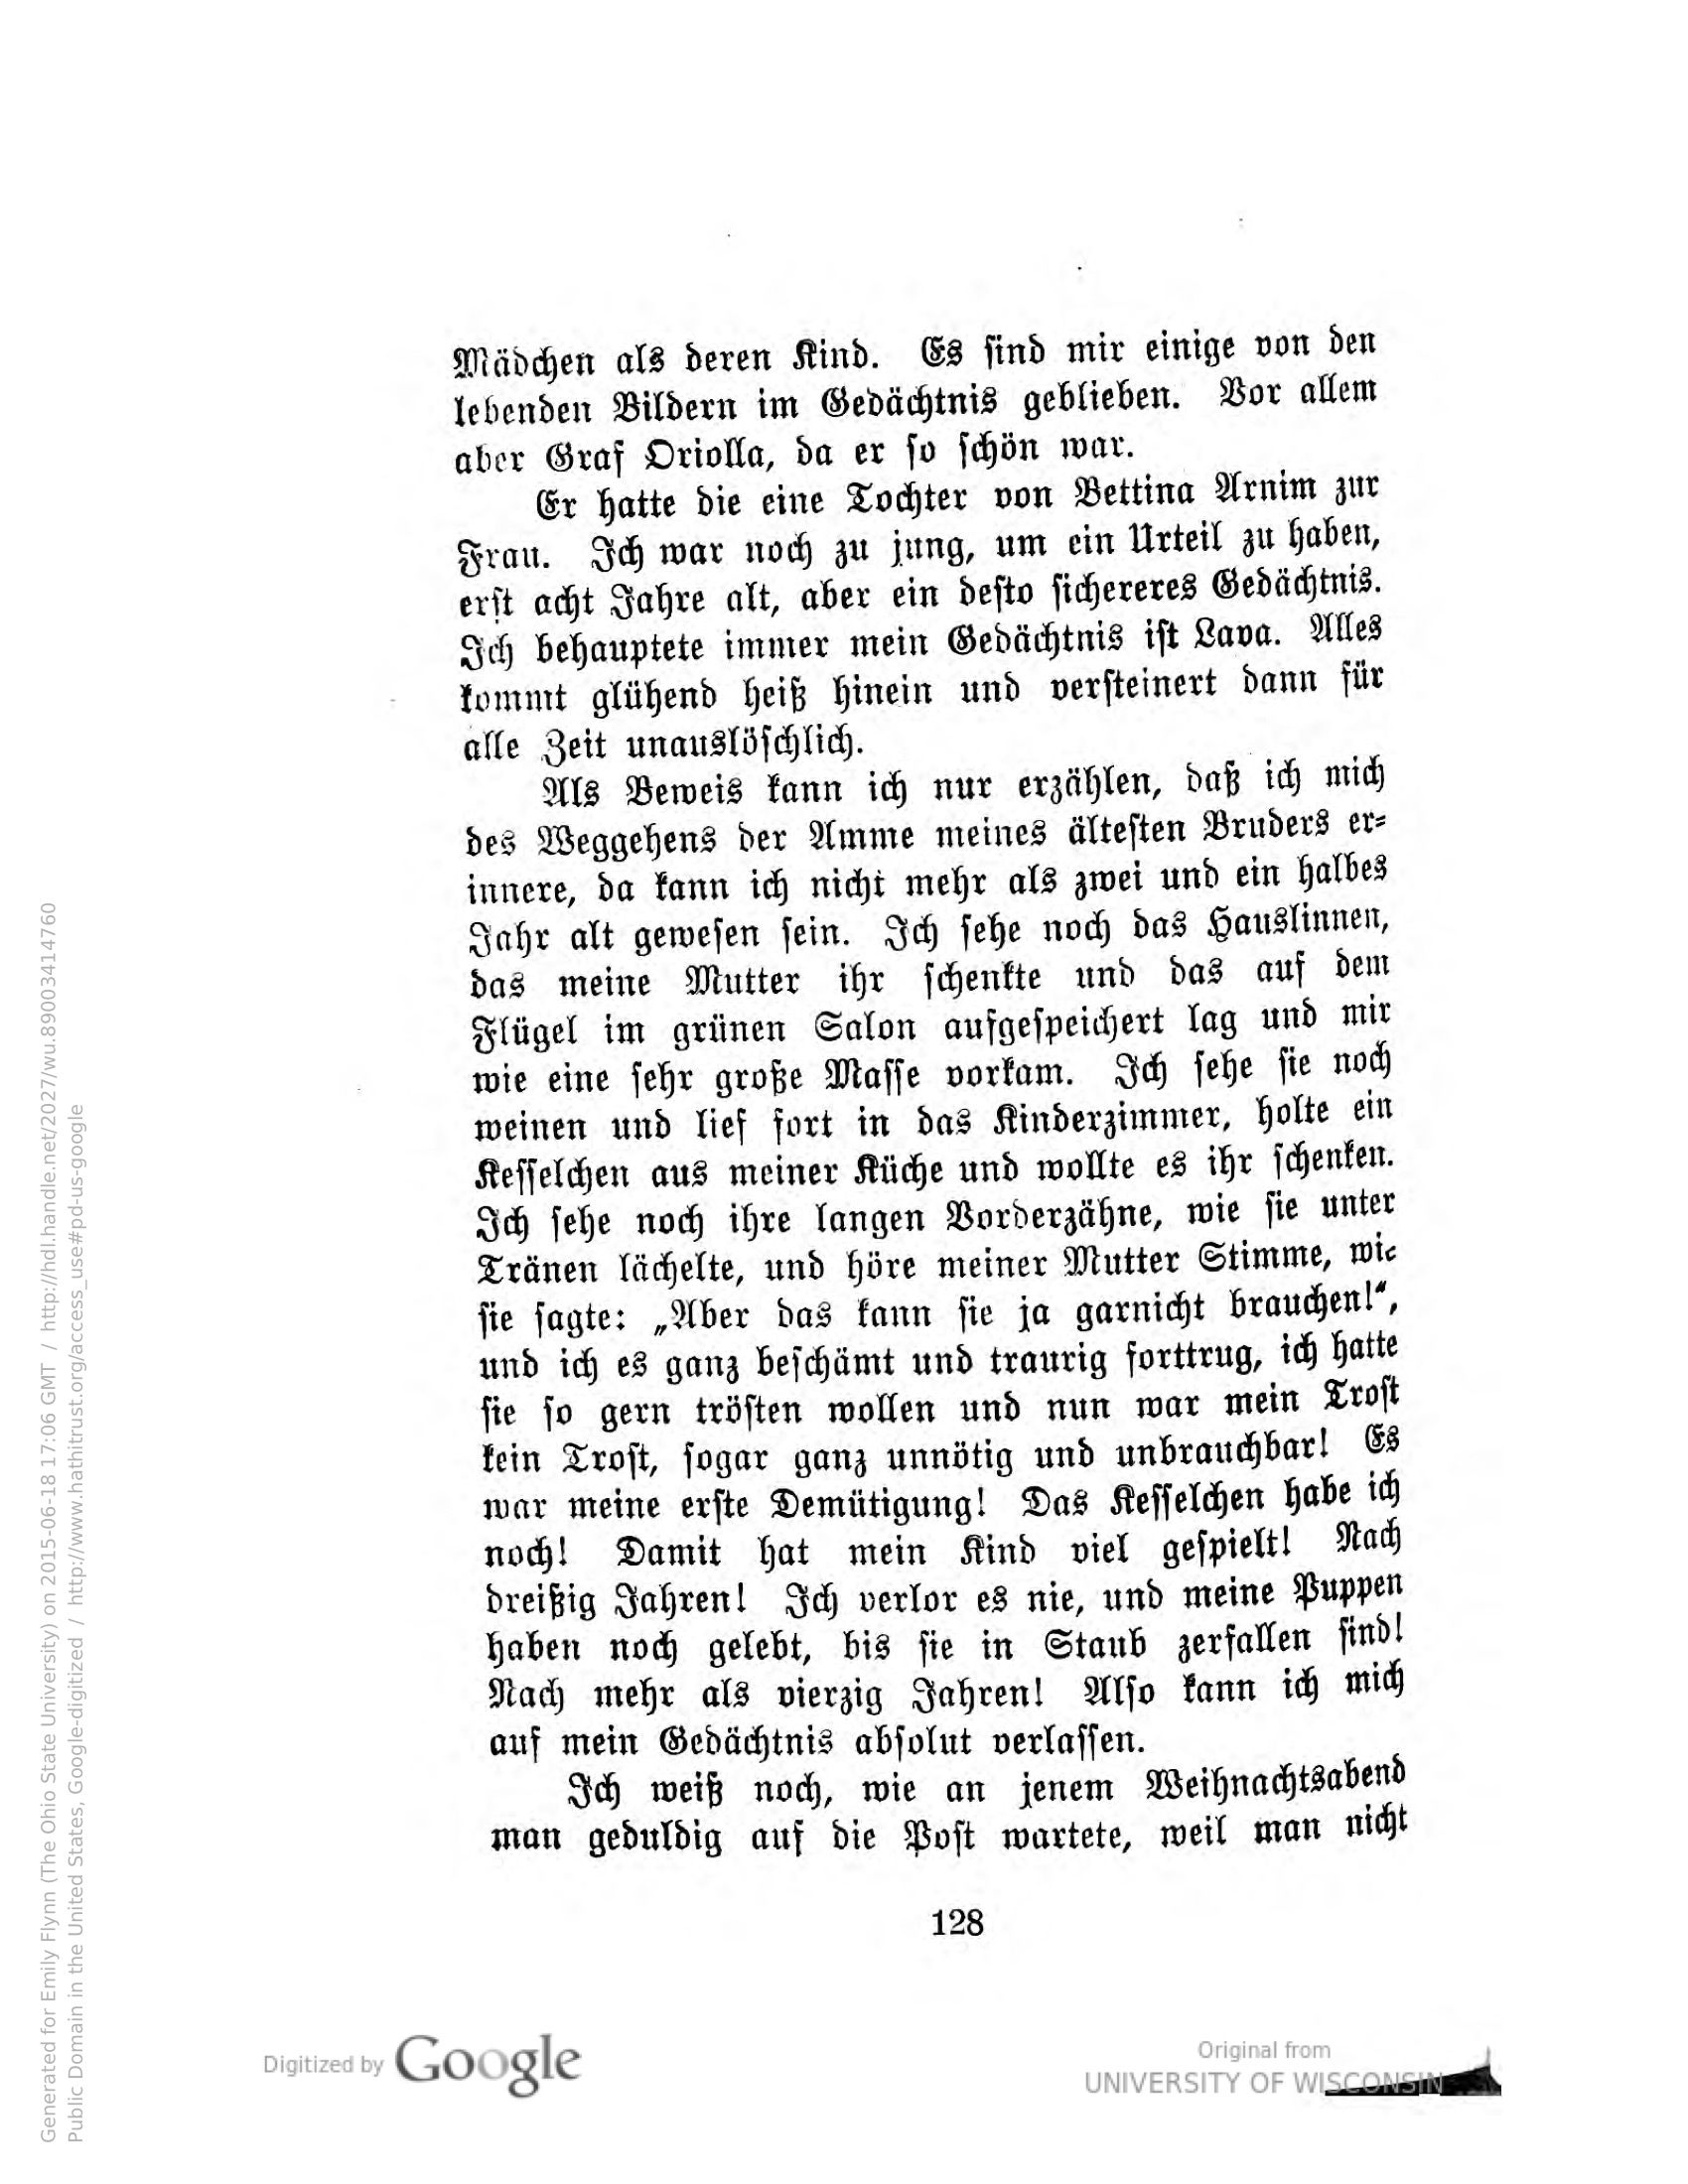 Mädchen als deren Kind. Es sind mir einige von den
lebenden Bildern im Gedächtnis geblieben. Vor allem
aber Graf Oriolla, da er so schön war.
Er hatte die eine Tochter von Bettina Arnim zur
Frau. Ich war noch zu jung, um ein Urteil zu haben,
erst acht Jahre alt, aber ein desto sichereres Gedächtnis.
Ich behauptete immer mein Gedächtnis ist Lava. Alles
kommt glühend heiß hinein und versteinert dann für
alle Zeit unauslöschlich.
Als Beweis kann ich nur erzählen, daß ich mich
des Weggehens der Amme meines ältesten Bruders er-
innere, da kann ich nicht mehr als zwei und ein halbes
Jahr alt gewesen sein. Ich sehe noch das Hauslinnen,
das meine Mutter ihr schenkte und das auf dem
Flügel im grünen Salon aufgespeichert lag und mir
wie eine sehr große Masse vorkam. Ich sehe sie noch
weinen und lief fort in das Kinderzimmer, holte ein
Kesselchen aus meiner Küche und wollte es ihr schenken.
Ich sehe noch ihre langen Vorderzähne, wie sie unter
Tränen lächelte, und höre meiner Mutter Stimme, wie
sie sagte: „Aber das kann sie ja garnicht brauchen!“,
und ich es ganz beschämt und traurig forttrug, ich hatte
sie so gern trösten wollen und nun war mein Trost
kein Trost, sogar ganz unnötig und unbrauchbar! Es
war meine erste Demütigung! Das Kesselchen habe ich
noch! Damit hat mein Kind viel gespielt! Nach
dreißig Jahren! Ich verlor es nie, und meine Puppen
haben noch gelebt, bis sie in Staub zerfallen sind!
Nach mehr als vierzig Jahren! Also kann ich mich
auf mein Gedächtnis absolut verlassen.
Ich weiß noch, wie an jenem Weihnachtsabend
man geduldig auf die Post wartete, weil man nicht
128
Digitized by Google
Original from
UNIVERSITY OF WISCONSIN
Generated for Emily Flynn (The Ohio State University) on 2015-06-18 17:06 GMT / http://hdl.handle.net/2027/wu.89003414760
Public Domain in the United States, Google-digitized / http://www.hathitrust.org/access_use#pd-us-google